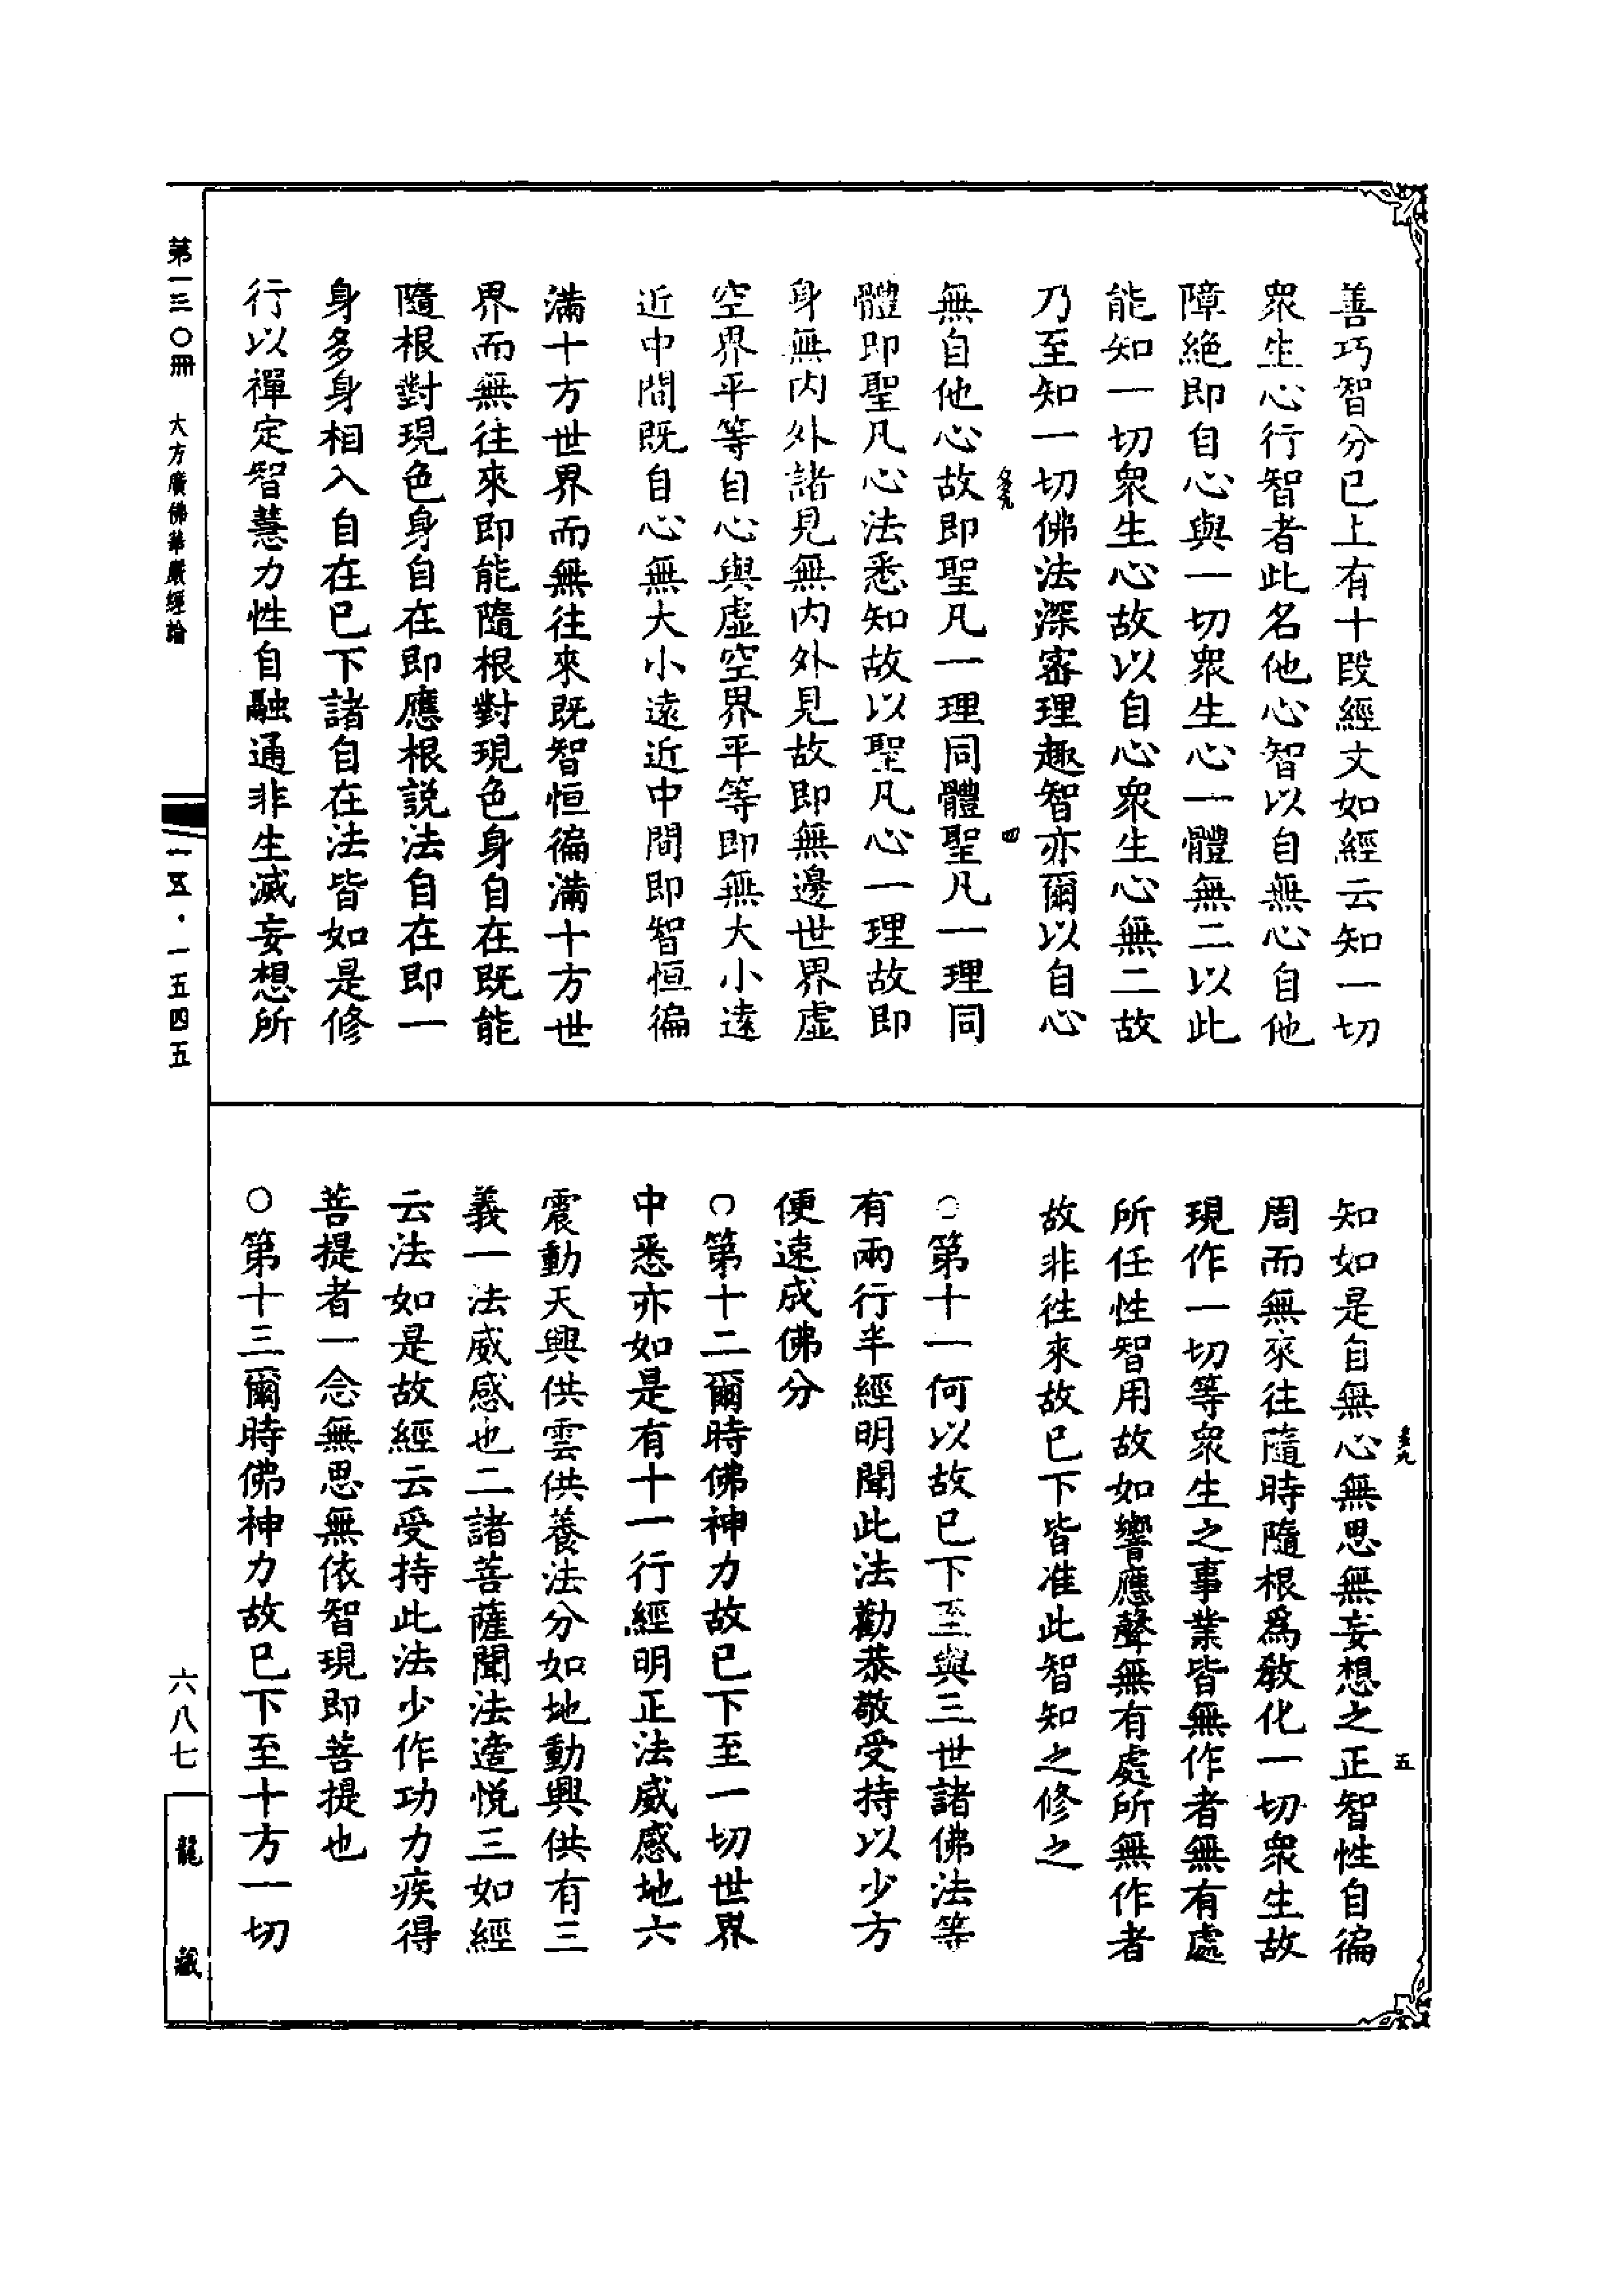 善巧智分已上有十段經文如經云知一切
衆生心行智者此名他心智以自無心自他
障絶即自心與一切衆生心一體無二以此
能知一切衆生心故以自心衆生心無二故
乃至知一切佛法深密理趣智亦爾以自心
四
無自他心故即聖凡一理同體聖凡一理同
體即聖凡心法悉知故以聖凡心一理故即
身無内外諸見無内外見故即無邊世界虛
空界平等自心與虛空界平等即無大小遠
近中間既自心無大小遠近中間即智恒徧
滿十方世界而無往來既智恒徧滿十方世
界而無往來即能隨根對現色身自在既能
隨根對現色身自在即應根説法自在即一
身多身相入自在已下諸自在法皆如是修
行以禪定智慧力性自融通非生滅妄想所
五
知如是自無心無思無妄想之正智性自徧
周而無來往隨時隨根爲教化一切衆生故
現作一切等衆生之事業皆無作者無有處
所任性智用故如響應聲無有處所無作者
故非往來故已下皆准此智知之修之
○第十一何以故已下至與三世諸佛法等
有兩行半經明聞此法勸恭敬受持以少方
便速成佛分
○第十二爾時佛神力故已下至一切世界
中悉亦如是有十一行經明正法威感地六
震動天興供雲供養法分如地動興供有三
義一法威感也二諸菩薩聞法造悦三如經
云法如是故經云受持此法少作功力疾得
菩提者一念無思無依智現即菩提也
○第十三爾時佛神力故已下至十方一切
第一三〇冊 大方廣佛華嚴經論
一五·一五四五
六八七
龍藏